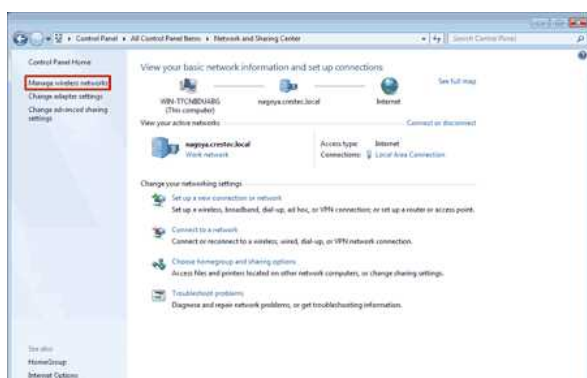 Control Panel ▸ All Control Panel Items ▸ Network and Sharing Center
Search Control Panel
Control Panel Home
Manage wireless networks
Change adapter settings
Change advanced sharing
settings
View your basic network information and set up connections
See full map
nagoya.crestec.local
Internet
(This computer)
View your active networks
Connect or disconnect
nagoya.crestec.local
Work network
Access type: Internet
Connections: Local Area Connection
Change your networking settings
Set up a new connection or network
Set up a wireless, broadband, dial-up, ad hoc, or VPN connection; or set up a router or access point.
Connect to a network
Connect or reconnect to a wireless, wired, dial-up, or VPN network connection.
Choose homegroup and sharing options
Access files and printers located on other network computers, or change sharing settings.
Troubleshoot problems
Diagnose and repair network problems, or get troubleshooting information.
See also
HomeGroup
Internet Options